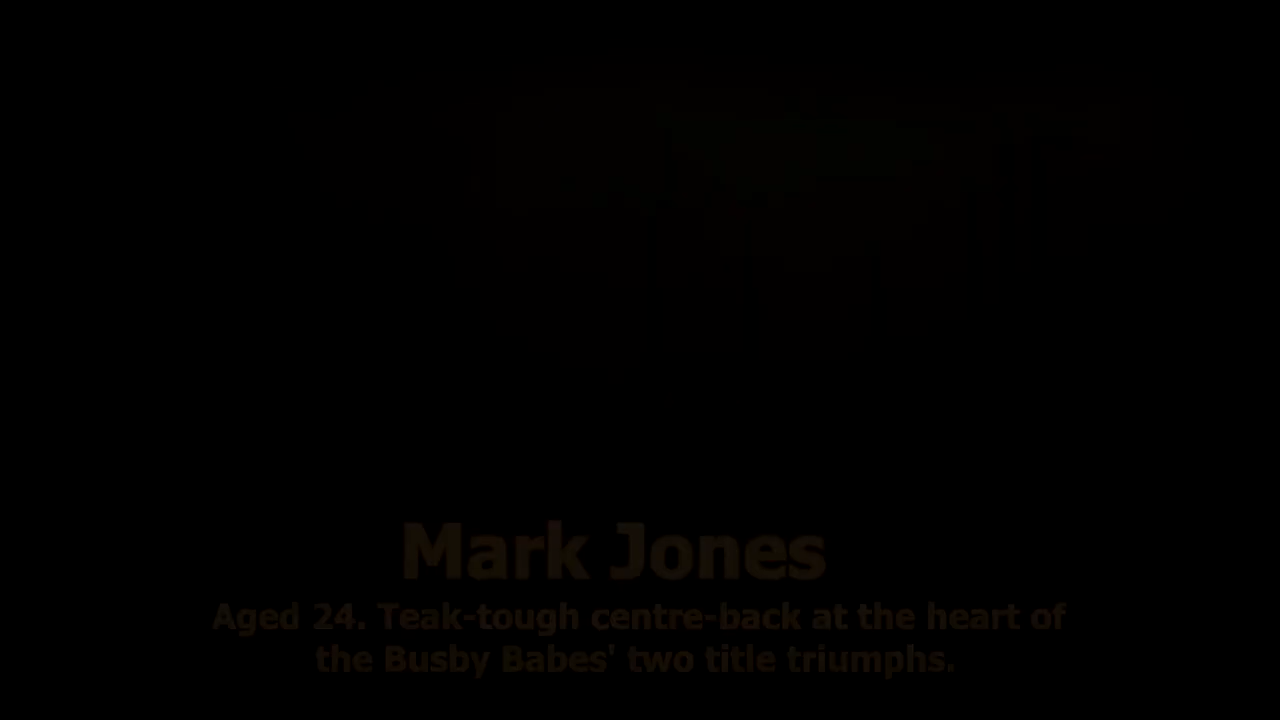 Mark Jones
Aged 24. Teak-tough centre-back at the heart of
the Busby Babes' two title triumphs.